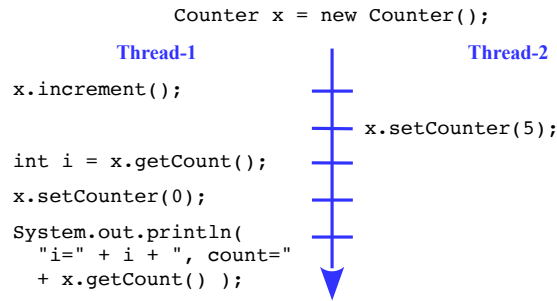 Counter x = new Counter();
Thread-1
Thread-2
x.increment();
x.setCounter(5);
int i = x.getCount();
x.setCounter(0);
System.out.println(
"i=" + i + ", count="
+ x.getCount() );